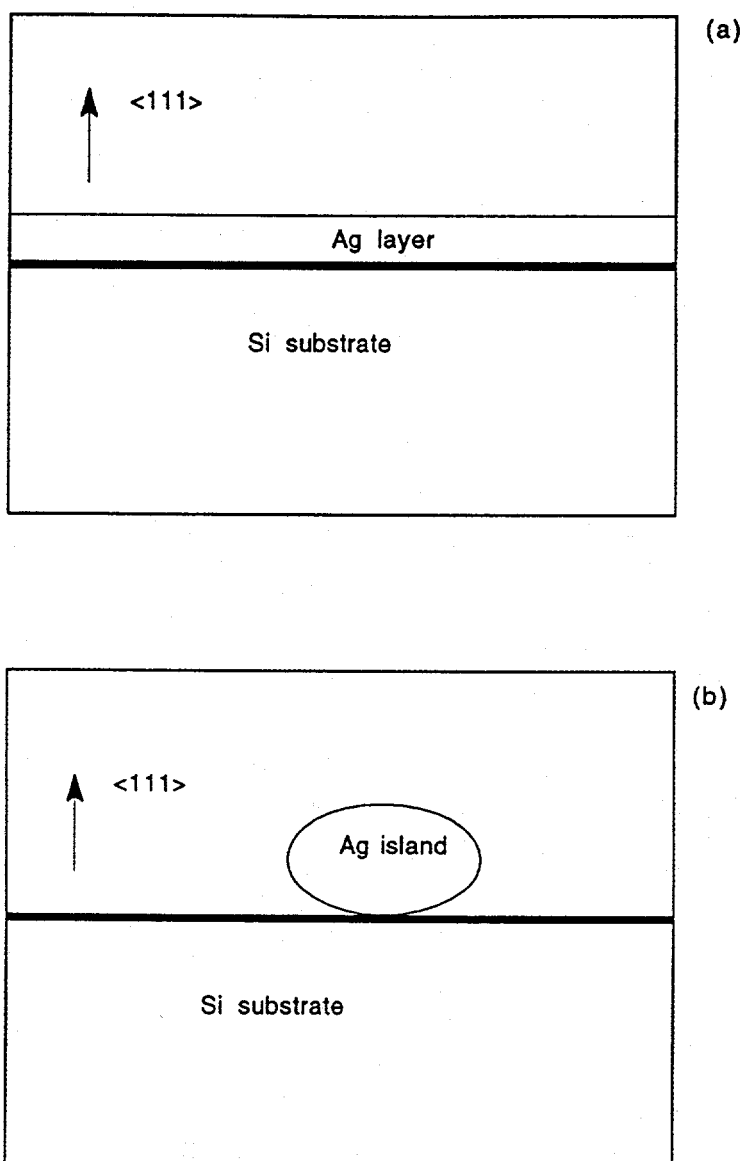 (a)
<111>
Ag layer
Si substrate
(b)
<111>
Ag island
Si substrate